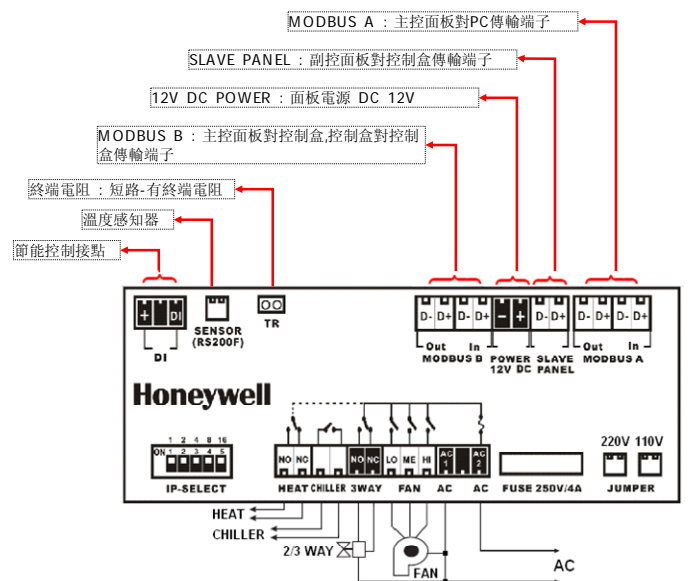 MODBUS A : 主控面板對PC傳輸端子
SLAVE PANEL : 副控面板對控制盒傳輸端子
12V DC POWER : 面板電源 DC 12V
MODBUS B : 主控面板對控制盒,控制盒對控制
盒傳輸端子
終端電阻 : 短路-有終端電阻
溫度感知器
節能控制接點
+ DI
DI
SENSOR
(RS200F)
TR
D- D+ D- D+ - + D- D+ D- D+ D- D+
Out In
MODBUS B
POWER
12V DC
SLAVE
PANEL
Out In
MODBUS A
Honeywell
1 2 4 8 16
ON 1 2 3 4 5
IP-SELECT
NO NC NO NC LO ME HI AC 1 AC 2
HEAT CHILLER 3WAY FAN AC AC
FUSE 250V/4A
220V 110V
JUMPER
HEAT
CHILLER
2/3 WAY
FAN
AC